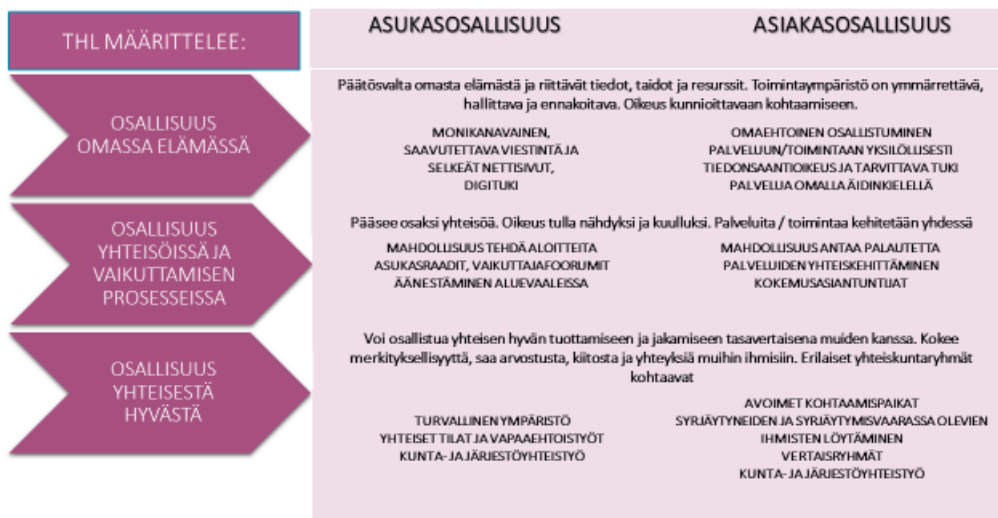 THL MÄÄRITTELEE:
ASUKASOSALLISUUS
ASIAKASOSALLISUUS
OSALLISUUS
OMASSA ELÄMÄSSÄ
Päätösvalta omasta elämästä ja riittävät tiedot, taidot ja resurssit. Toimintaympäristö on ymmärrettävä,
hallittava ja ennakoitava. Oikeus kunnioittavaan kohtaamiseen.
MONIKANAVAINEN,
SAAVUTETTAVA VIESTINTÄ JA
SELKEÄT NETTISIVUT,
DIGITUKI
OMAEHTOINEN OSALLISTUMINEN
PALVELUUN/TOIMINTAAN YKSILÖLLISESTI
TIEDONSAANTIOIKEUS JA TARVITTAVA TUKI
PALVELUA OMALLA ÄIDINKIELELLÄ
OSALLISUUS
YHTEISÖISSÄ JA
VAIKUTTAMISEN
PROSESSEISSA
Pääsee osaksi yhteisöä. Oikeus tulla nähdyksi ja kuulluksi. Palveluita / toimintaa kehitetään yhdessä
MAHDOLLISUUS TEHDÄ ALOITTEITA
ASUKASRAADIT, VAIKUTTAJAFOORUMIT
ÄÄNESTÄMINEN ALUEVAALEISSA
MAHDOLLISUUS ANTAA PALAUTETTA
PALVELUIDEN YHTEISKEHITTÄMINEN
KOKEMUSASIANTUNTIJAT
OSALLISUUS
YHTEISESTÄ
HYVÄSTÄ
Voi osallistua yhteisen hyvän tuottamiseen ja jakamiseen tasavertaisena muiden kanssa. Kokee
merkityksellisyyttä, saa arvostusta, kiitosta ja yhteyksiä muihin ihmisiin. Erilaiset yhteiskuntaryhmät
kohtaavat
TURVALLINEN YMPÄRISTÖ
YHTEISET TILAT JA VAPAAEHTOISTYÖT
KUNTA- JA JÄRJESTÖYHTEISTYÖ
AVOIMET KOHTAAMISPAIKAT
SYRJÄYTYNEIDEN JA SYRJÄYTYMISVAARASSA OLEVIEN
IHMISTEN LÖYTÄMINEN
VERTAISRYHMÄT
KUNTA- JA JÄRJESTÖYHTEISTYÖ